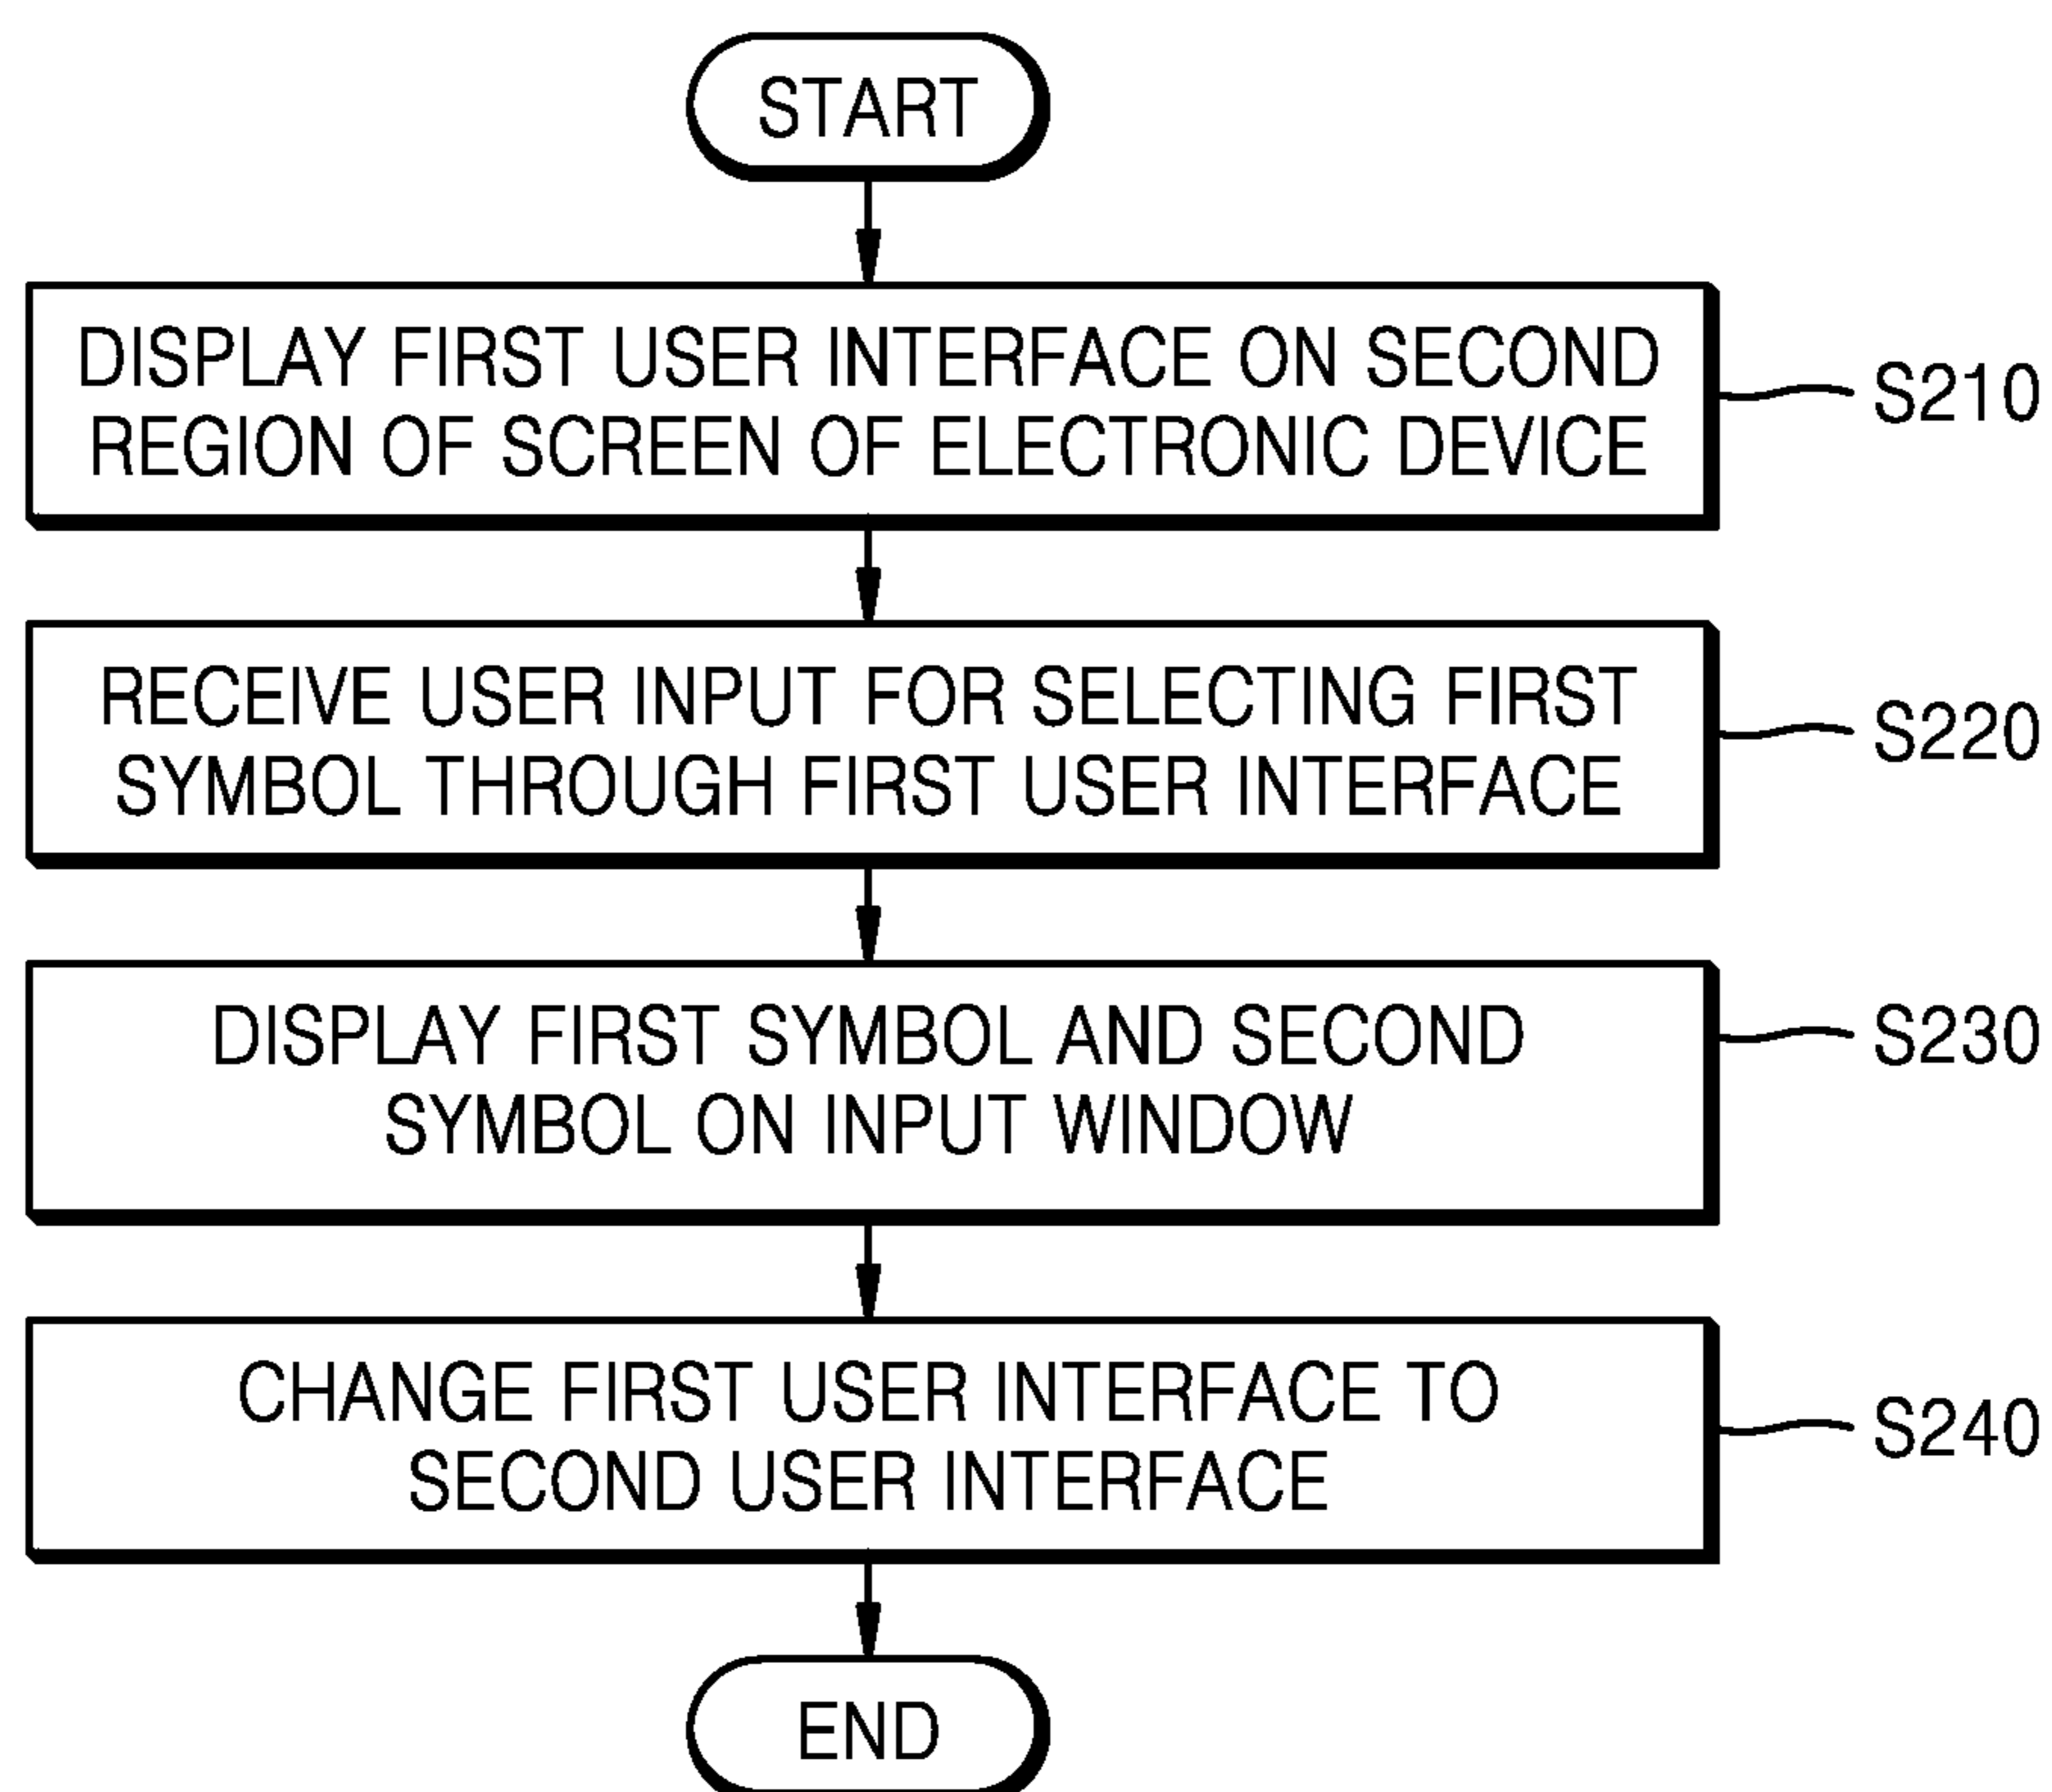 START
DISPLAY FIRST USER INTERFACE ON SECOND
REGION OF SCREEN OF ELECTRONIC DEVICE
S210
RECEIVE USER INPUT FOR SELECTING FIRST
SYMBOL THROUGH FIRST USER INTERFACE
S220
DISPLAY FIRST SYMBOL AND SECOND
SYMBOL ON INPUT WINDOW
S230
CHANGE FIRST USER INTERFACE TO
SECOND USER INTERFACE
S240
END